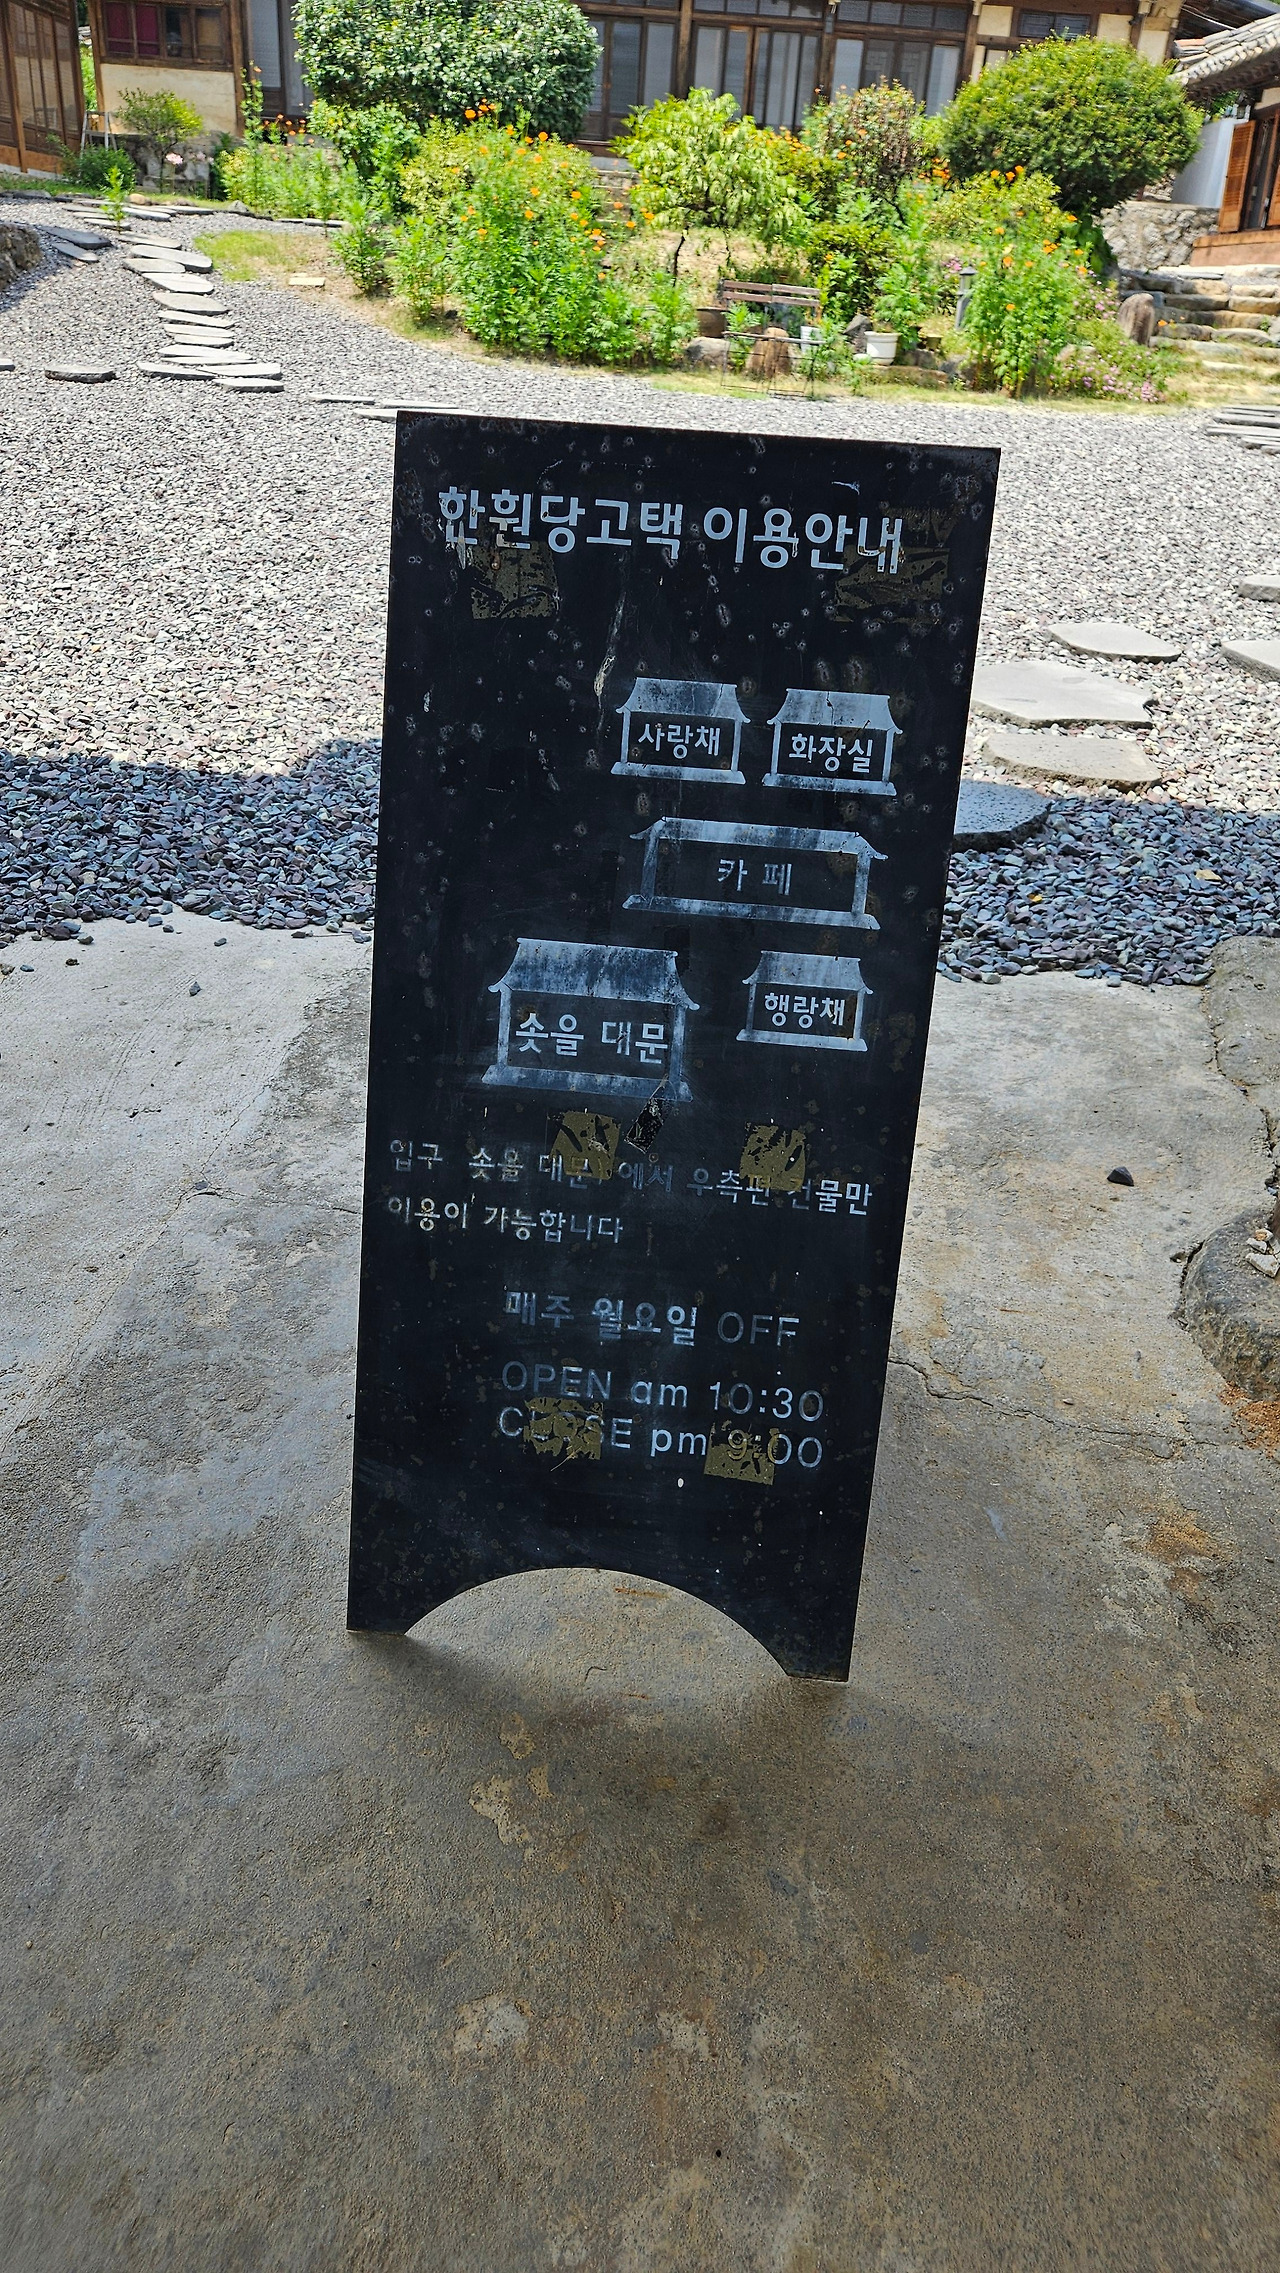 한훤당고택 이용안내
사랑채 화장실
카 페
솟을 대문 행랑채
입구 솟을 대문 에서 우측편 건물만
이용이 가능합니다
매주 월요일 OFF
OPEN am 10:30
CLOSE pm 9:00